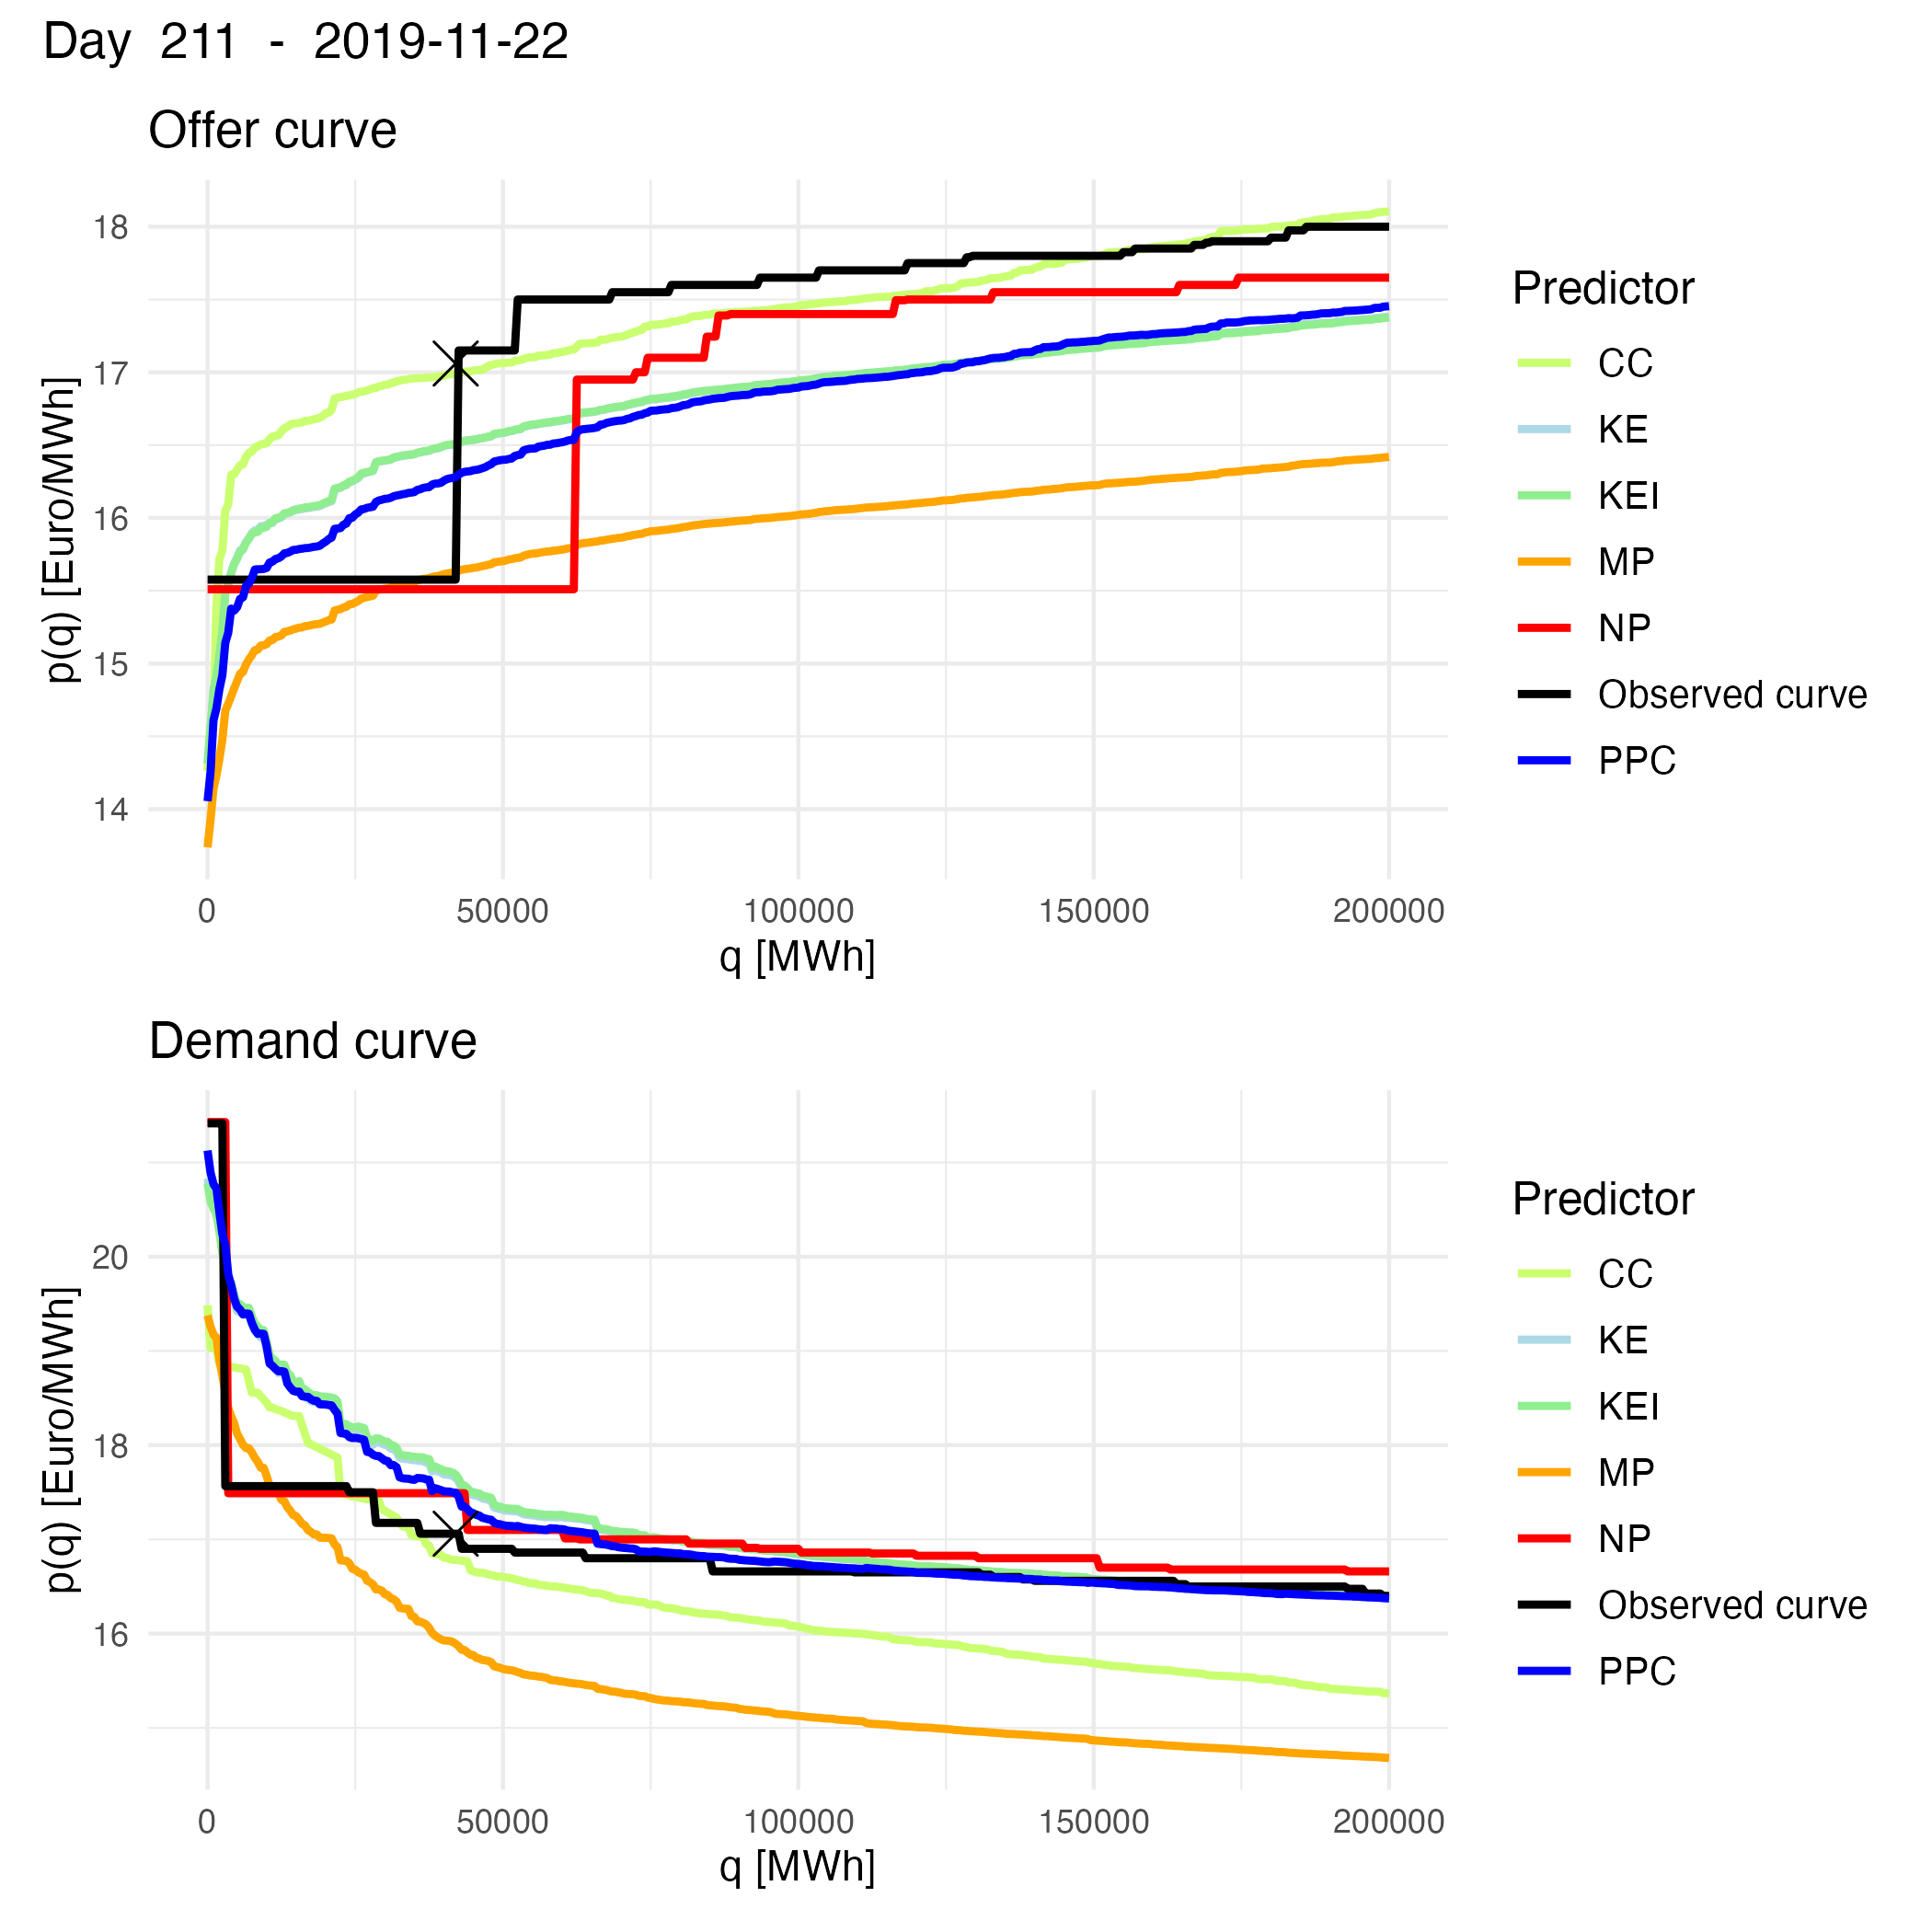 Day 211 - 2019-11-22
Offer curve
18
17
16
15
14
p(q) [Euro/MWh]
0 50000 100000 150000 200000
q [MWh]
Predictor
CC
KE
KEI
MP
NP
Observed curve
PPC
Demand curve
20
18
16
p(q) [Euro/MWh]
0 50000 100000 150000 200000
q [MWh]
Predictor
CC
KE
KEI
MP
NP
Observed curve
PPC